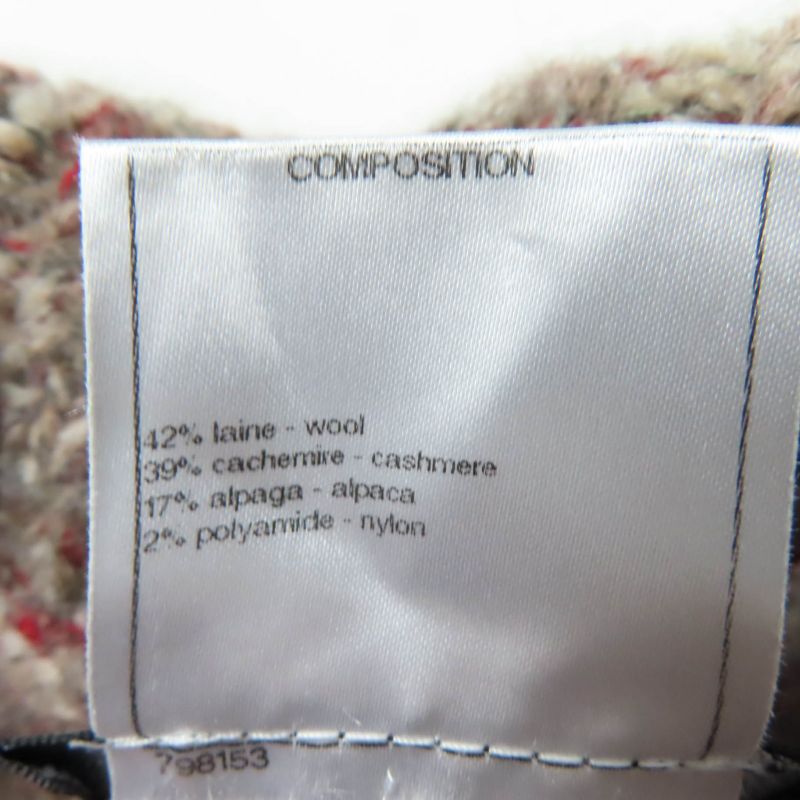 COMPOSITION
42% laine - wool
39% cachemire - cashmere
17% alpaga - alpaca
2% polyamide - nylon
798153